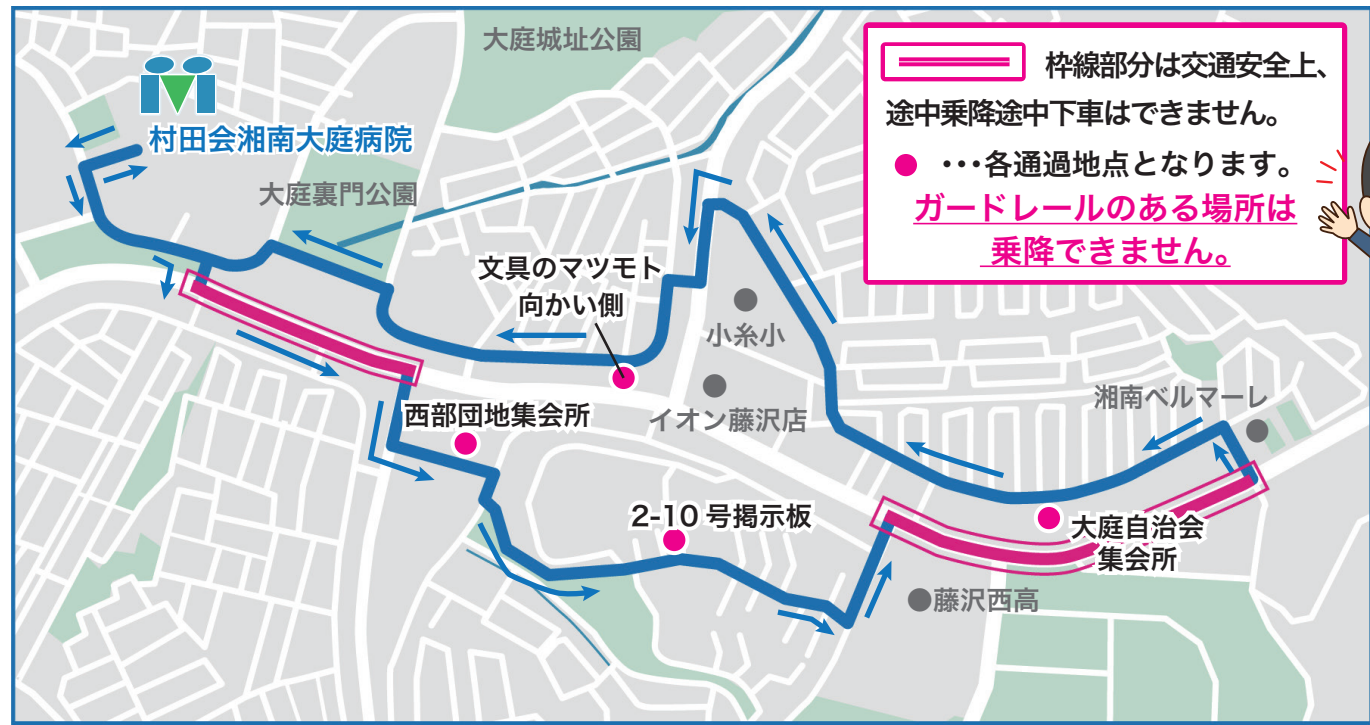 大庭城址公園
村田会湘南大庭病院
大庭裏門公園
枠線部分は交通安全上、
途中乗降途中下車はできません。
● ･･･各通過地点となります。
ガードレールのある場所は
乗降できません。
文具のマツモト
向かい側
小糸小
イオン藤沢店
湘南ベルマーレ
西部団地集会所
2-10 号掲示板
大庭自治会
集会所
藤沢西高